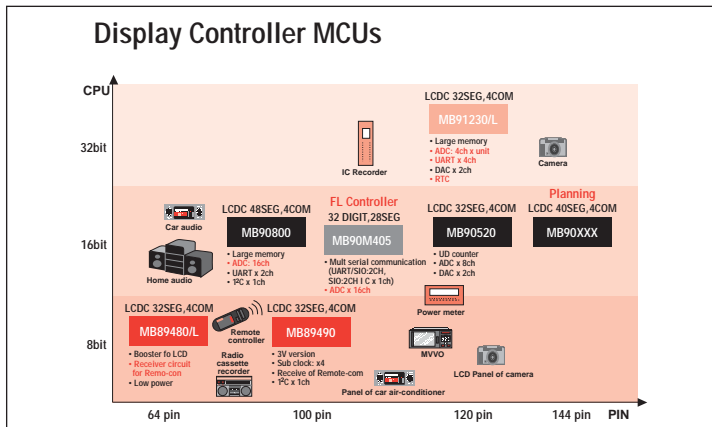 Display Controller MCUs
CPU
32bit
LCDC 32SEG,4COM
MB91230/L
• Large memory
• ADC: 4ch x unit
• UART x 4ch
• DAC x 2ch
• RTC
IC Recorder
Camera
16bit
Car audio
Home audio
LCDC 48SEG,4COM
MB90800
• Large memory
• ADC: 16ch
• UART x 2ch
• I²C x 1ch
FL Controller
32 DIGIT,28SEG
MB90M405
• Mult serial communication
(UART/SIO:2CH,
SIO:2CH I C x 1ch)
• ADC x 16ch
LCDC 32SEG,4COM
MB90520
• UD counter
• ADC x 8ch
• DAC x 2ch
Planning
LCDC 40SEG,4COM
MB90XXX
Power meter
8bit
LCDC 32SEG,4COM
MB89480/L
• Booster fo LCD
• Receiver circuit
for Remo-con
• Low power
Remote
controller
Radio
cassette
recorder
LCDC 32SEG,4COM
MB89490
• 3V version
• Sub clock: x4
• Receive of Remote-com
• I²C x 1ch
MVVO
LCD Panel of camera
Panel of car air-conditioner
64 pin
100 pin
120 pin
144 pin
PIN